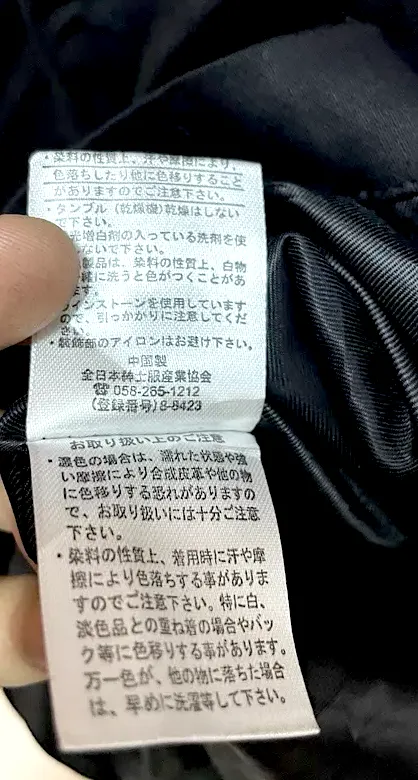 ・染料の性質上、汗や摩擦により、
色落ちしたり他に色移りすること
がありますのでご注意下さい。
・タンブル(乾燥機)乾燥はしない
で下さい。
光増白剤の入っている洗剤を使
ないで下さい。
製品は、染料の性質上、白物
緒に洗うと色がつくことがあ
ます。
インストーンを使用しています
ので、引っかかりに注意してくだ
さい。
・装飾部のアイロンはお避け下さい。
中国製
全日本紳士服産業協会
☎ 058-265-1212
(登録番号)8-8423
お取り扱い上のご注意
・濃色の場合は、濡れた状態や強
い摩擦により合成皮革や他の物
に色移りする恐れがありますの
で、お取り扱いには十分ご注意
下さい。
・染料の性質上、着用時に汗や摩
擦により色落ちする事がありま
すのでご注意下さい。特に白、
淡色品との重ね着の場合やバッ
ク等に色移りする事があります。
万一色が、他の物に落ちた場合
は、早めに洗濯等して下さい。